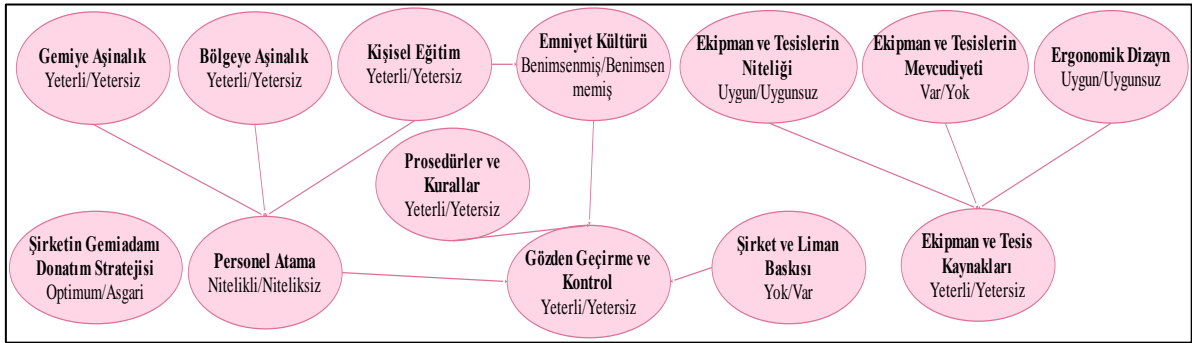 Gemiye Aşinalık
Yeterli/Yetersiz
Bölgeye Aşinalık
Yeterli/Yetersiz
Kişisel Eğitim
Yeterli/Yetersiz
Emniyet Kültürü
Benimsenmiş/Benimsen
memiş
Ekipman ve Tesislerin
Niteliği
Uygun/Uygunsuz
Ekipman ve Tesislerin
Mevcudiyeti
Var/Yok
Ergonomik Dizayn
Uygun/Uygunsuz
Prosedürler ve
Kurallar
Yeterli/Yetersiz
Şirketin Gemiadamı
Donatım Stratejisi
Optimum/Asgari
Personel Atama
Nitelikli/Niteliksiz
Gözden Geçirme ve
Kontrol
Yeterli/Yetersiz
Şirket ve Liman
Baskısı
Yok/Var
Ekipman ve Tesis
Kaynakları
Yeterli/Yetersiz